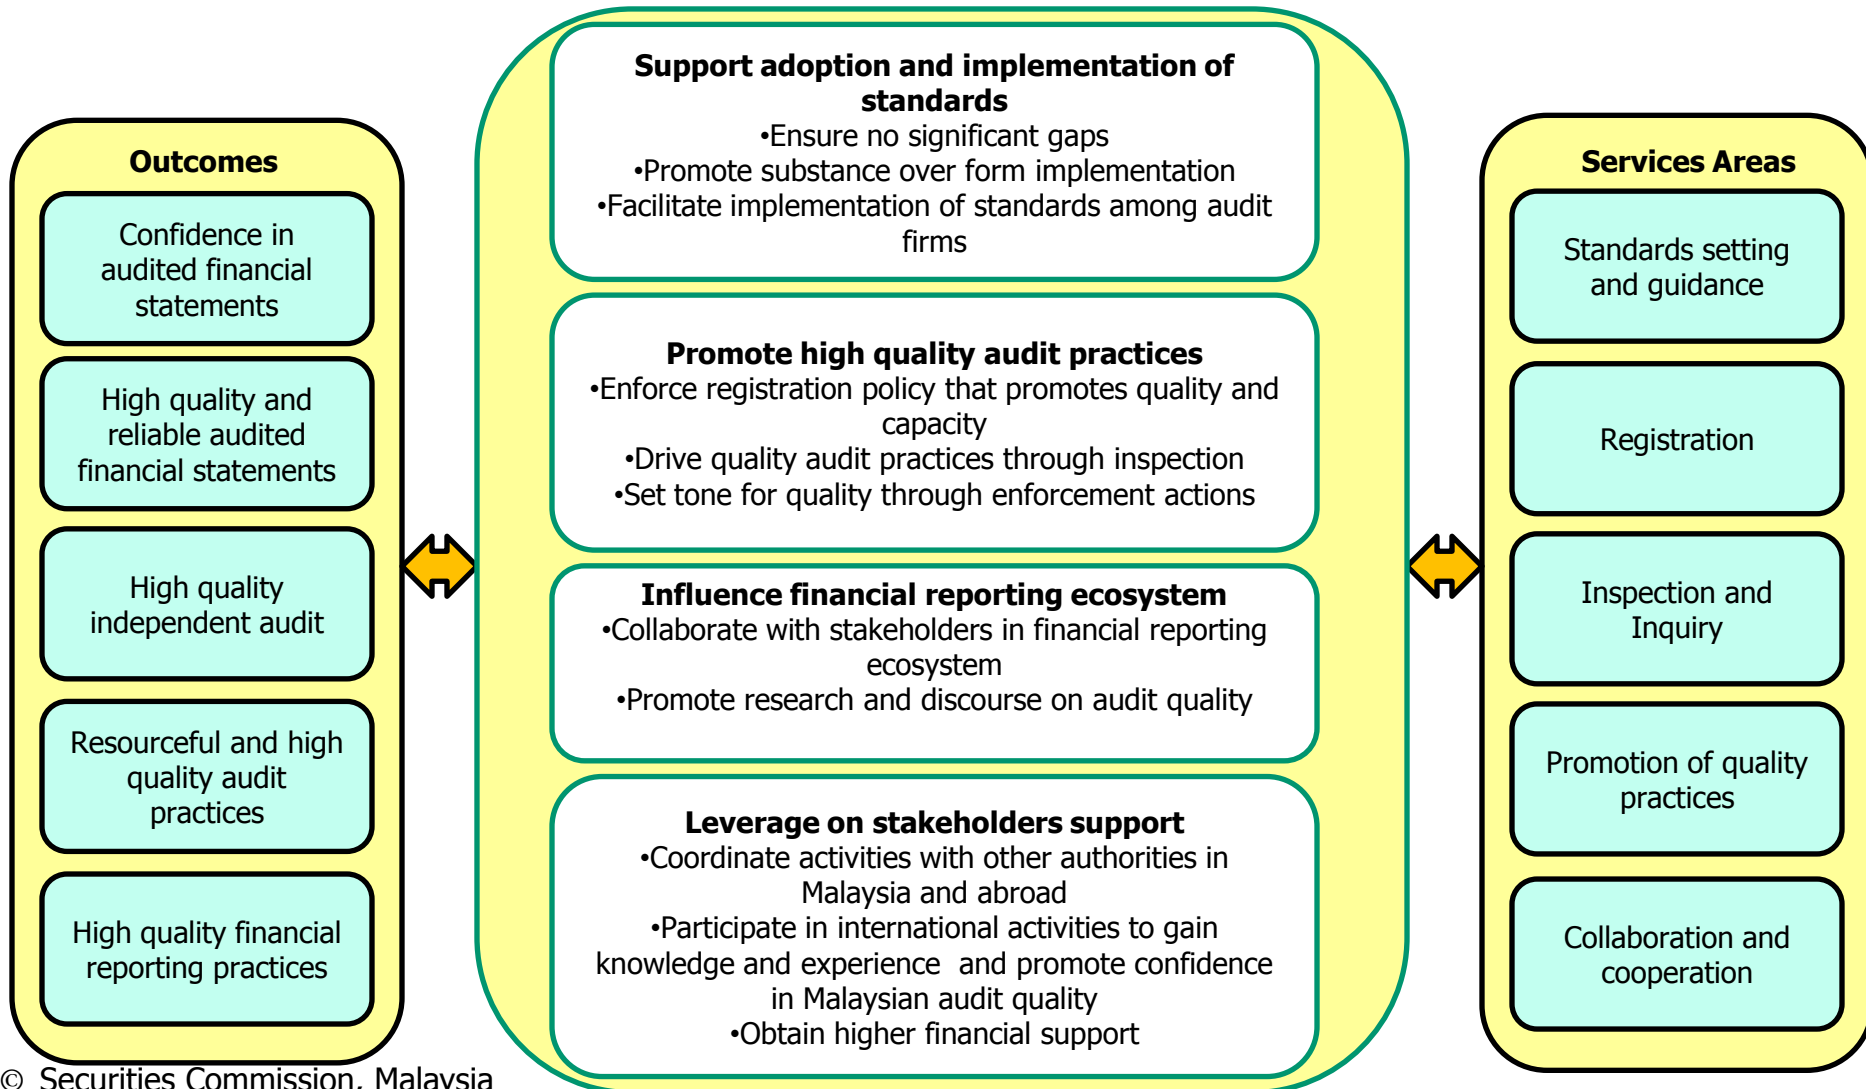 Outcomes
Confidence in
audited financial
statements
High quality and
reliable audited
financial statements
High quality
independent audit
Resourceful and high
quality audit
practices
High quality financial
reporting practices
Support adoption and implementation of
standards
•Ensure no significant gaps
•Promote substance over form implementation
•Facilitate implementation of standards among audit
firms
Promote high quality audit practices
•Enforce registration policy that promotes quality and
capacity
•Drive quality audit practices through inspection
•Set tone for quality through enforcement actions
Influence financial reporting ecosystem
•Collaborate with stakeholders in financial reporting
ecosystem
•Promote research and discourse on audit quality
Leverage on stakeholders support
•Coordinate activities with other authorities in
Malaysia and abroad
•Participate in international activities to gain
knowledge and experience  and promote confidence
in Malaysian audit quality
•Obtain higher financial support
Services Areas
Standards setting
and guidance
Registration
Inspection and
Inquiry
Promotion of quality
practices
Collaboration and
cooperation
© Securities Commission, Malaysia